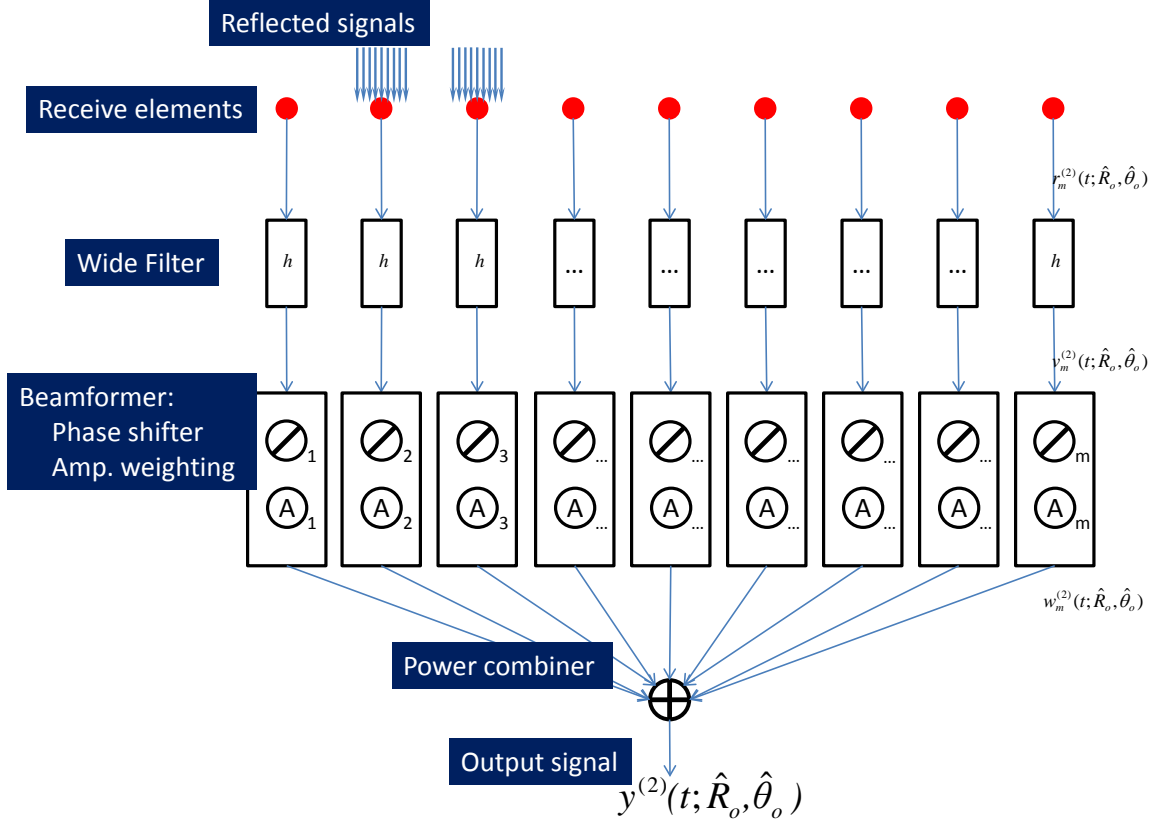 Reflected signals
Receive elements
r_m^{(2)}(t; R̂_o, θ̂_o)
Wide Filter
h h h ... ... ... ... ... h
v_m^{(2)}(t; R̂_o, θ̂_o)
Beamformer:
Phase shifter
Amp. weighting
1 2 3 ... ... ... ... ... m
A 1 A 2 A 3 A ... A ... A ... A ... A ... A m
w_m^{(2)}(t; R̂_o, θ̂_o)
Power combiner
Output signal
y^{(2)}(t; R̂_o, θ̂_o)